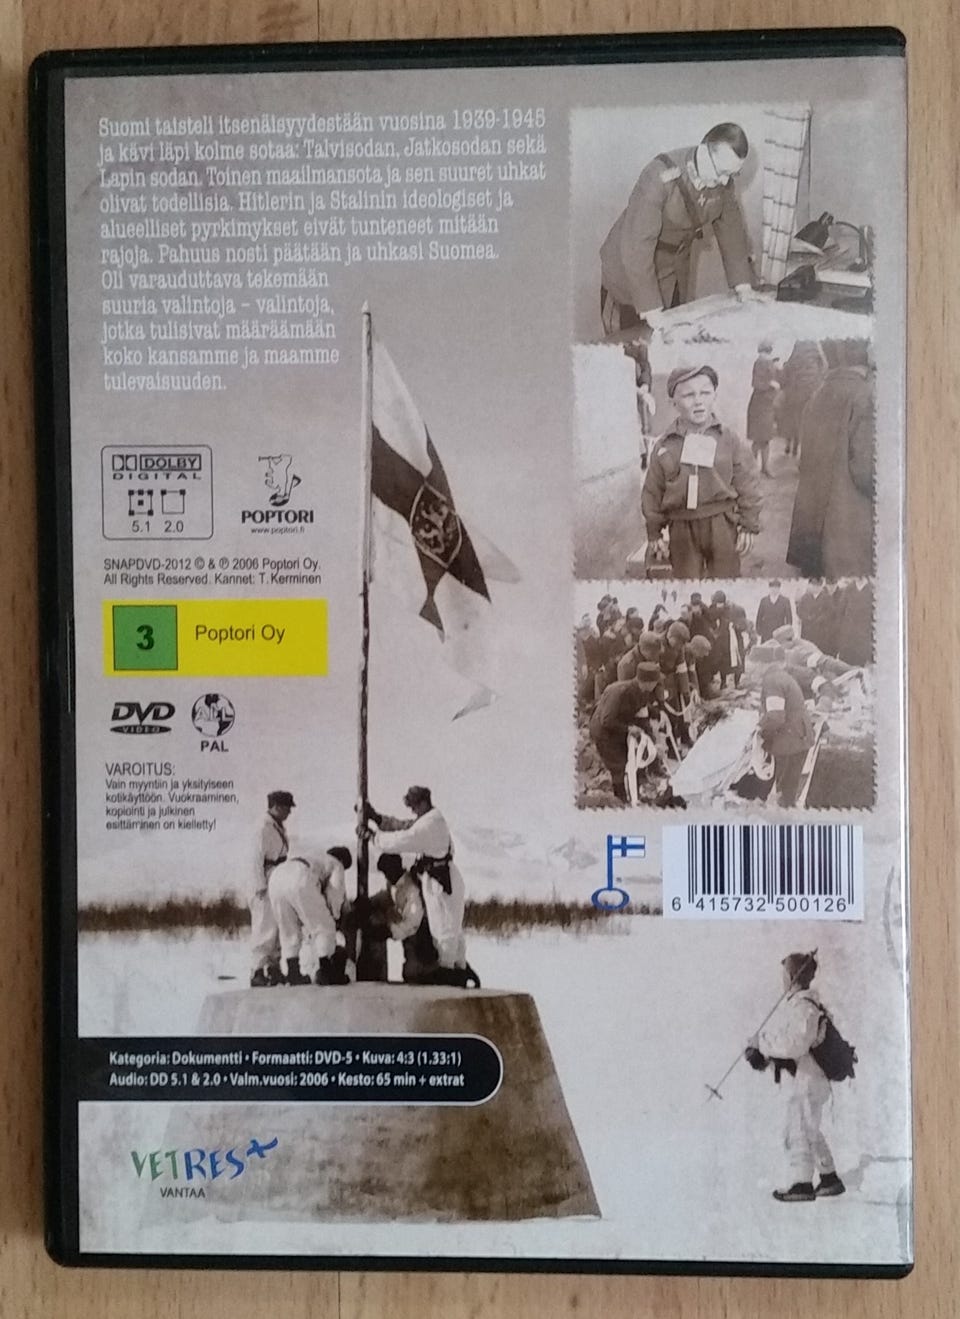 Suomi taisteli itsenäisyydestään vuosina 1939-1945
ja kävi läpi kolme sotaa: Talvisodan, Jatkosodan sekä
Lapin sodan. Toinen maailmansota ja sen suuret uhkat
olivat todellisia. Hitlerin ja Stalinin ideologiset ja
alueelliset pyrkimykset eivät tunteneet mitään
rajoja. Pahuus nosti päätään ja uhkasi Suomea.
Oli varauduttava tekemään
suuria valintoja – valintoja,
jotka tulisivat määräämään
koko kansamme ja maamme
tulevaisuuden.
DOLBY
DIGITAL
5.1 2.0
POPTORI
www.poptori.fi
SNAPDVD-2012 © & ℗ 2006 Poptori Oy.
All Rights Reserved. Kannet: T. Kerminen
3 Poptori Oy
DVD
VIDEO
ALL
PAL
VAROITUS:
Vain myyntiin ja yksityiseen
kotikäyttöön. Vuokraaminen,
kopiointi ja julkinen
esittäminen on kielletty!
6 415732 500126
Kategoria: Dokumentti • Formaatti: DVD-5 • Kuva: 4:3 (1.33:1)
Audio: DD 5.1 & 2.0 • Valm.vuosi: 2006 • Kesto: 65 min + extrat
VETRES
VANTAA